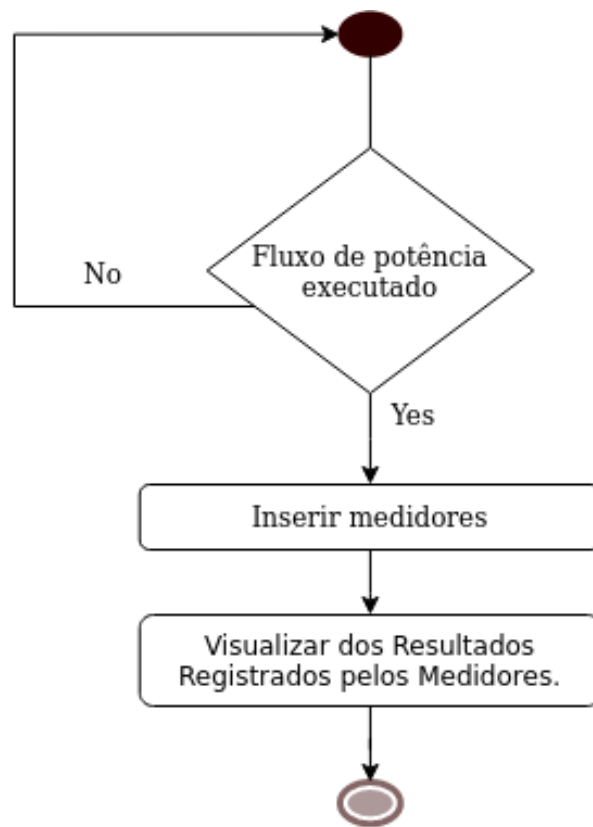 Fluxo de potência
executado
No
Yes
Inserir medidores
Visualizar dos Resultados
Registrados pelos Medidores.